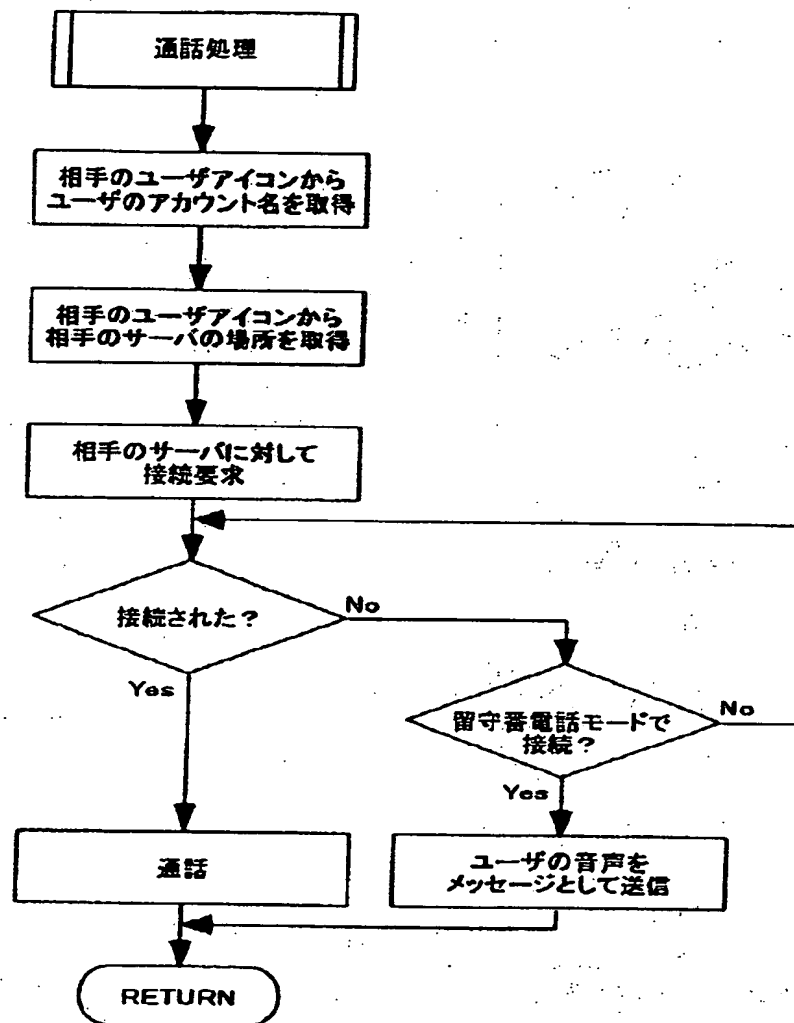 通話処理
相手のユーザアイコンから
ユーザのアカウント名を取得
相手のユーザアイコンから
相手のサーバの場所を取得
相手のサーバに対して
接続要求
接続された?
No
Yes
留守番電話モードで
接続?
No
Yes
通話
ユーザの音声を
メッセージとして送信
RETURN